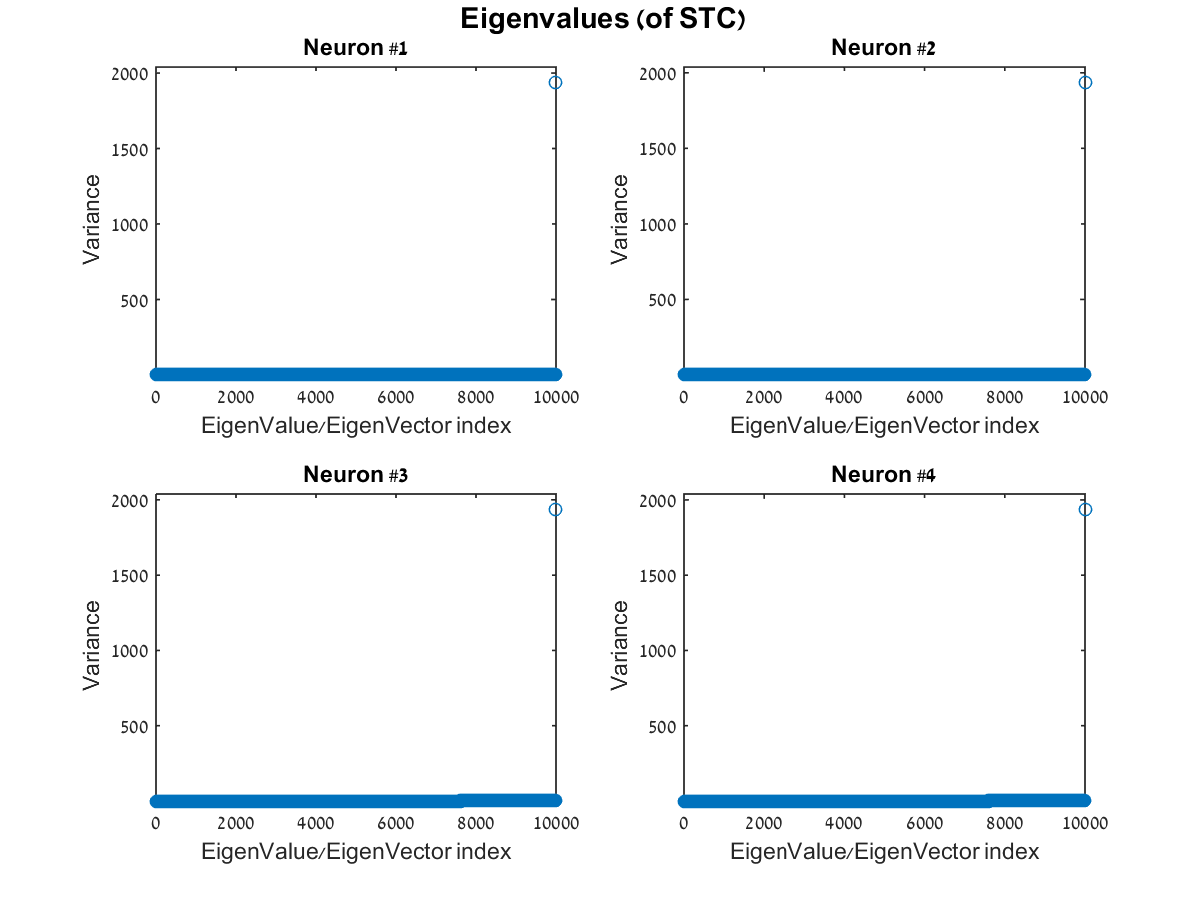 Eigenvalues (of STC)
Neuron #1
2000
1500
1000
500
Variance
0 2000 4000 6000 8000 10000
EigenValue/EigenVector index
Neuron #2
2000
1500
1000
500
Variance
0 2000 4000 6000 8000 10000
EigenValue/EigenVector index
Neuron #3
2000
1500
1000
500
Variance
0 2000 4000 6000 8000 10000
EigenValue/EigenVector index
Neuron #4
2000
1500
1000
500
Variance
0 2000 4000 6000 8000 10000
EigenValue/EigenVector index